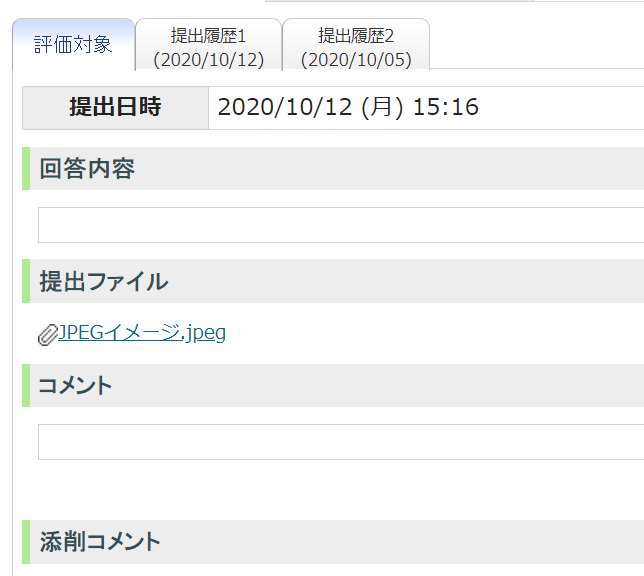 評価対象
提出履歴1
(2020/10/12)
提出履歴2
(2020/10/05)
提出日時
2020/10/12 (月) 15:16
回答内容
提出ファイル
JPEGイメージ.jpeg
コメント
添削コメント